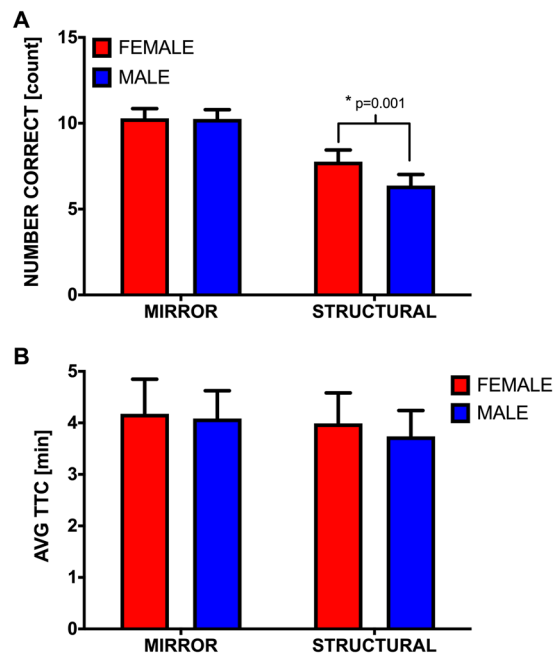 A
NUMBER CORRECT [count]
15
10
5
0
FEMALE
MALE
* p=0.001
MIRROR
STRUCTURAL
B
AVG TTC [min]
5
4
3
2
1
0
FEMALE
MALE
MIRROR
STRUCTURAL